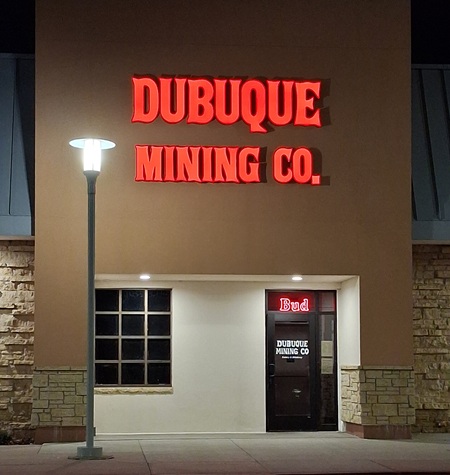 DUBUQUE
MINING CO.
Bud
DUBUQUE
MINING CO